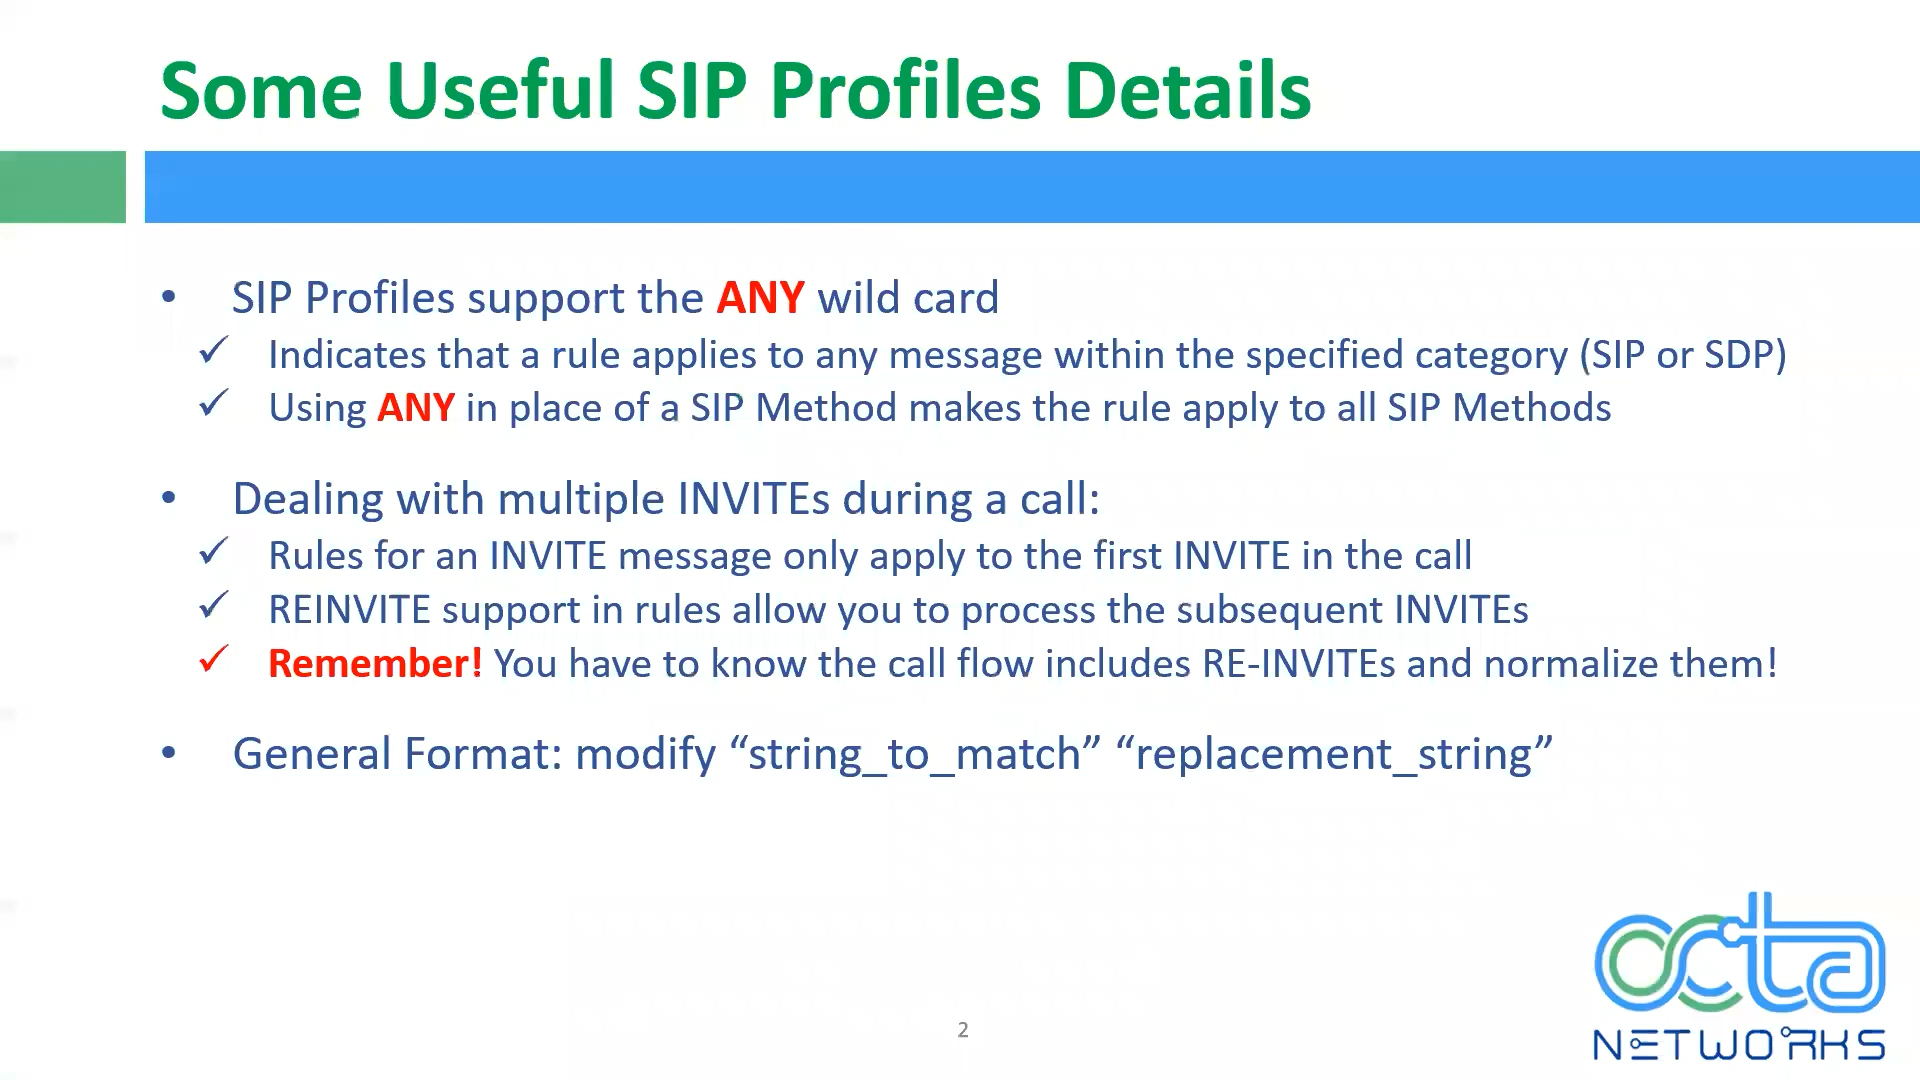 Some Useful SIP Profiles Details
• SIP Profiles support the ANY wild card
✓ Indicates that a rule applies to any message within the specified category (SIP or SDP)
✓ Using ANY in place of a SIP Method makes the rule apply to all SIP Methods
• Dealing with multiple INVITEs during a call:
✓ Rules for an INVITE message only apply to the first INVITE in the call
✓ REINVITE support in rules allow you to process the subsequent INVITEs
✓ Remember! You have to know the call flow includes RE-INVITEs and normalize them!
• General Format: modify “string_to_match” “replacement_string”
2
octa
NETWORKS